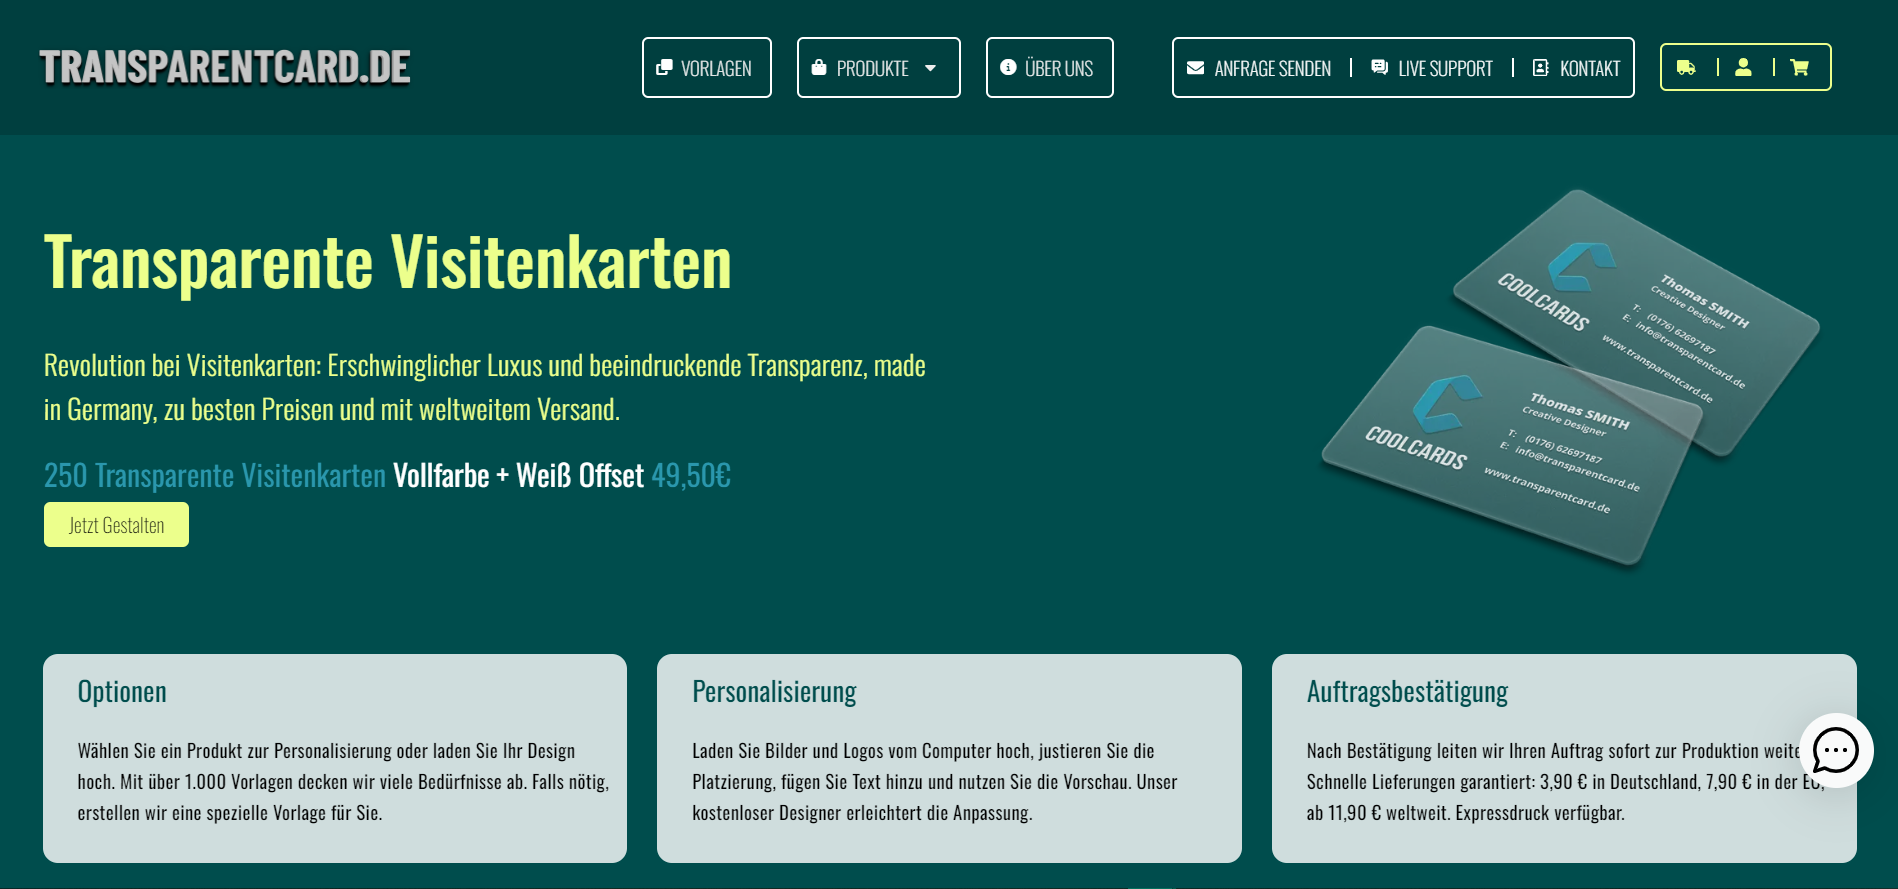 TRANSPARENTCARD.DE
VORLAGEN
PRODUKTE
ÜBER UNS
ANFRAGE SENDEN
LIVE SUPPORT
KONTAKT
Transparente Visitenkarten
Revolution bei Visitenkarten: Erschwinglicher Luxus und beeindruckende Transparenz, made
in Germany, zu besten Preisen und mit weltweitem Versand.
250 Transparente Visitenkarten Vollfarbe + Weiß Offset 49,50€
Jetzt Gestalten
COOLCARDS
Thomas SMITH
Creative Designer
T: (0176) 62697187
E: info@transparentcard.de
www.transparentcard.de
COOLCARDS
Thomas SMITH
Creative Designer
T: (0176) 62697187
E: info@transparentcard.de
www.transparentcard.de
Optionen
Wählen Sie ein Produkt zur Personalisierung oder laden Sie Ihr Design
hoch. Mit über 1.000 Vorlagen decken wir viele Bedürfnisse ab. Falls nötig,
erstellen wir eine spezielle Vorlage für Sie.
Personalisierung
Laden Sie Bilder und Logos vom Computer hoch, justieren Sie die
Platzierung, fügen Sie Text hinzu und nutzen Sie die Vorschau. Unser
kostenloser Designer erleichtert die Anpassung.
Auftragsbestätigung
Nach Bestätigung leiten wir Ihren Auftrag sofort zur Produktion
Schnelle Lieferungen garantiert: 3,90 € in Deutschland, 7,90 € in der EU,
ab 11,90 € weltweit. Expressdruck verfügbar.